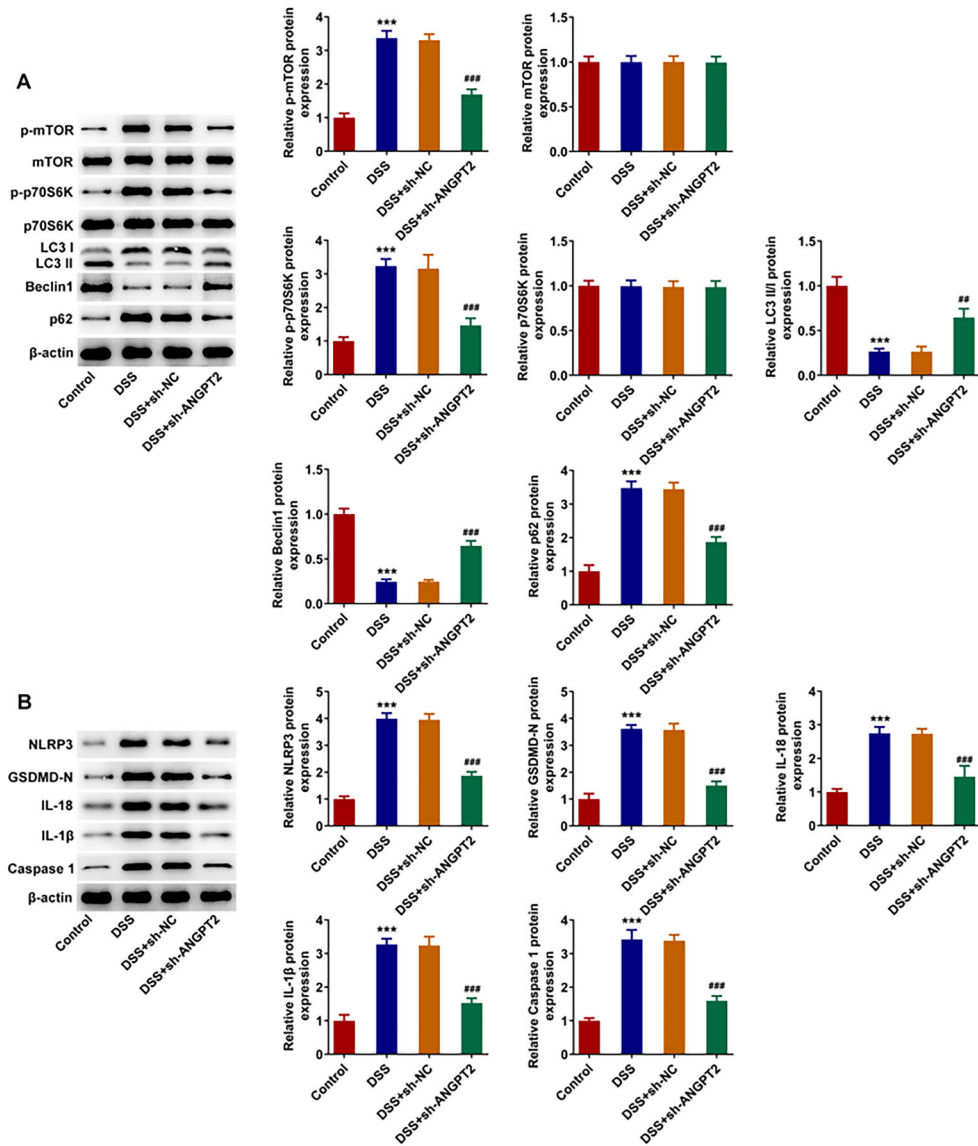 A
p-mTOR
mTOR
p-p70S6K
p70S6K
LC3 I
LC3 II
Beclin1
p62
β-actin
Control
DSS
DSS+sh-NC
DSS+sh-ANGPT2
Relative p-mTOR protein
expression
4
3
2
1
0
***
###
Control
DSS
DSS+sh-NC
DSS+sh-ANGPT2
Relative mTOR protein
expression
1.5
1.0
0.5
0.0
Control
DSS
DSS+sh-NC
DSS+sh-ANGPT2
Relative p-p70S6K protein
expression
4
3
2
1
0
***
###
Control
DSS
DSS+sh-NC
DSS+sh-ANGPT2
Relative p70S6K protein
expression
1.5
1.0
0.5
0.0
Control
DSS
DSS+sh-NC
DSS+sh-ANGPT2
Relative LC3 II/I protein
expression
1.5
1.0
0.5
0.0
***
##
Control
DSS
DSS+sh-NC
DSS+sh-ANGPT2
Relative Beclin1 protein
expression
1.5
1.0
0.5
0.0
***
###
Control
DSS
DSS+sh-NC
DSS+sh-ANGPT2
Relative p62 protein
expression
4
3
2
1
0
***
###
Control
DSS
DSS+sh-NC
DSS+sh-ANGPT2
B
NLRP3
GSDMD-N
IL-18
IL-1β
Caspase 1
β-actin
Control
DSS
DSS+sh-NC
DSS+sh-ANGPT2
Relative NLRP3 protein
expression
5
4
3
2
1
0
***
###
Control
DSS
DSS+sh-NC
DSS+sh-ANGPT2
Relative GSDMD-N protein
expression
5
4
3
2
1
0
***
###
Control
DSS
DSS+sh-NC
DSS+sh-ANGPT2
Relative IL-18 protein
expression
4
3
2
1
0
***
###
Control
DSS
DSS+sh-NC
DSS+sh-ANGPT2
Relative IL-1β protein
expression
4
3
2
1
0
***
###
Control
DSS
DSS+sh-NC
DSS+sh-ANGPT2
Relative Caspase 1 protein
expression
4
3
2
1
0
***
###
Control
DSS
DSS+sh-NC
DSS+sh-ANGPT2